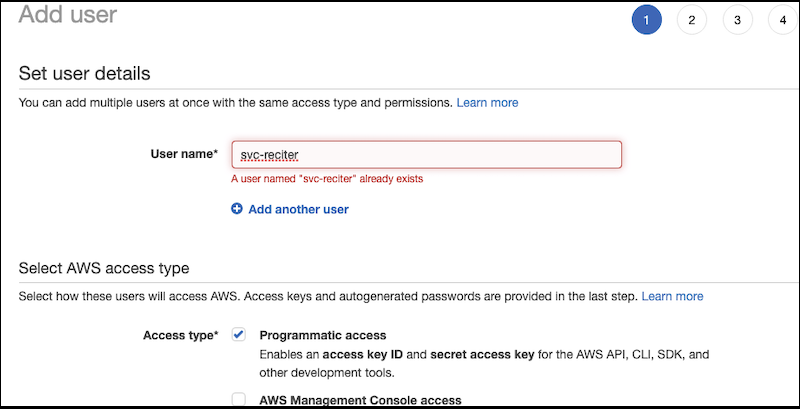 Add user
1 2 3 4
Set user details
You can add multiple users at once with the same access type and permissions. Learn more
User name* svc-reciter
A user named "svc-reciter" already exists
Add another user
Select AWS access type
Select how these users will access AWS. Access keys and autogenerated passwords are provided in the last step. Learn more
Access type* Programmatic access
Enables an access key ID and secret access key for the AWS API, CLI, SDK, and
other development tools.
AWS Management Console access